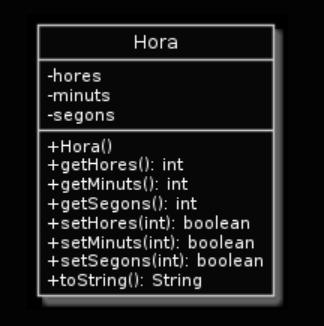 Hora
-hores
-minuts
-segons
+Hora()
+getHores(): int
+getMinuts(): int
+getSegons(): int
+setHores(int): boolean
+setMinuts(int): boolean
+setSegons(int): boolean
+toString(): String